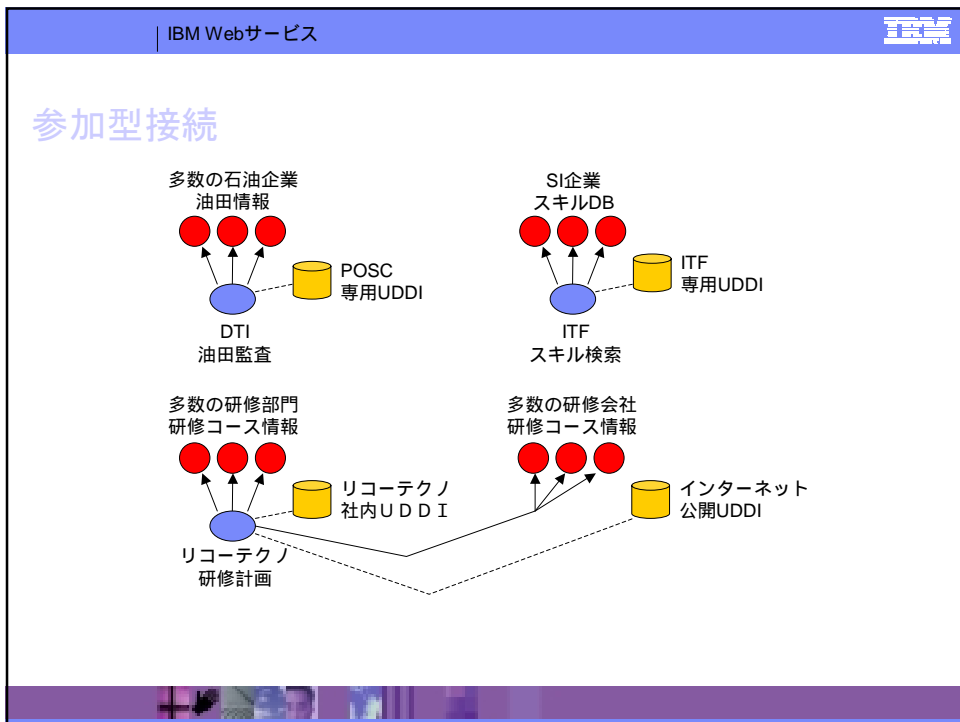 IBM Webサービス
IBM
参加型接続
多数の石油企業
油田情報
POSC
専用UDDI
DTI
油田監査
SI企業
スキルDB
ITF
専用UDDI
ITF
スキル検索
多数の研修部門
研修コース情報
リコーテクノ
社内ＵＤＤＩ
リコーテクノ
研修計画
多数の研修会社
研修コース情報
インターネット
公開UDDI